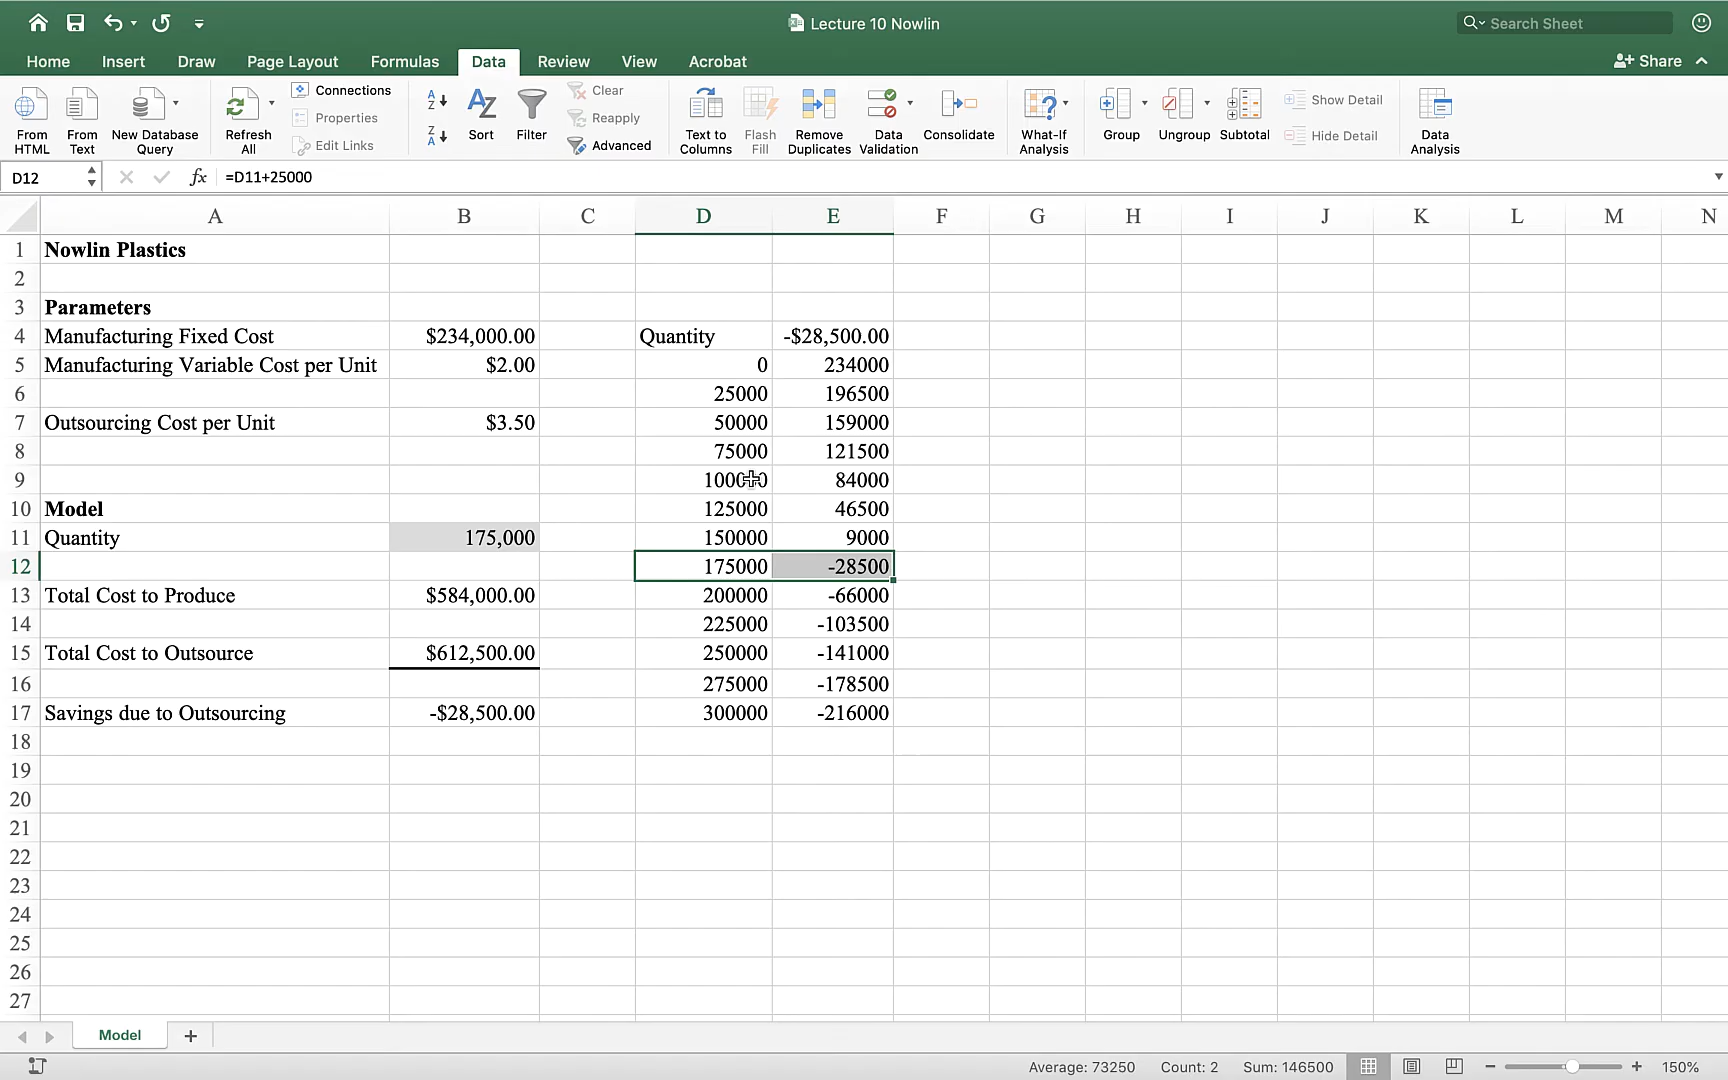 Lecture 10 Nowlin
Search Sheet
Home Insert Draw Page Layout Formulas Data Review View Acrobat Share
From HTML
From Text
New Database Query
Refresh All
Connections
Properties
Edit Links
Sort
Filter
Clear
Reapply
Advanced
Text to Columns
Flash Fill
Remove Duplicates
Data Validation
Consolidate
What-If Analysis
Group
Ungroup
Subtotal
Show Detail
Hide Detail
Data Analysis
D12 fx =D11+25000
A B C D E F G H I J K L M N
1 Nowlin Plastics
2
3 Parameters
4 Manufacturing Fixed Cost $234,000.00 Quantity -$28,500.00
5 Manufacturing Variable Cost per Unit $2.00 0 234000
6 25000 196500
7 Outsourcing Cost per Unit $3.50 50000 159000
8 75000 121500
9 100000 84000
10 Model 125000 46500
11 Quantity 175,000 150000 9000
12 175000 -28500
13 Total Cost to Produce $584,000.00 200000 -66000
14 225000 -103500
15 Total Cost to Outsource $612,500.00 250000 -141000
16 275000 -178500
17 Savings due to Outsourcing -$28,500.00 300000 -216000
18
19
20
21
22
23
24
25
26
27
Model
Average: 73250 Count: 2 Sum: 146500 150%